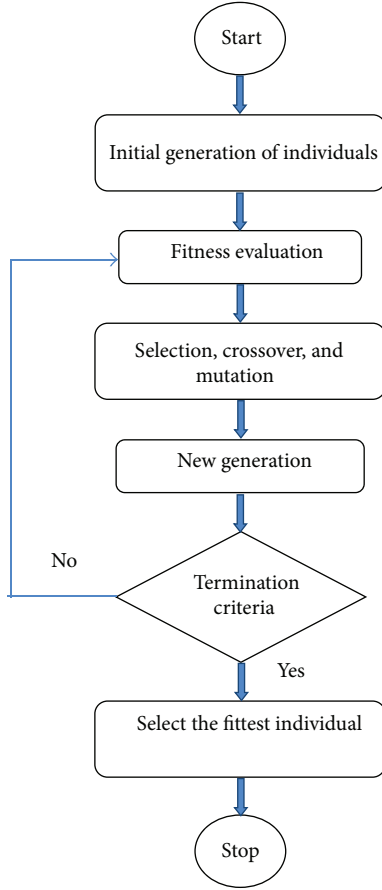 Start
Initial generation of individuals
Fitness evaluation
Selection, crossover, and
mutation
New generation
No
Termination
criteria
Yes
Select the fittest individual
Stop